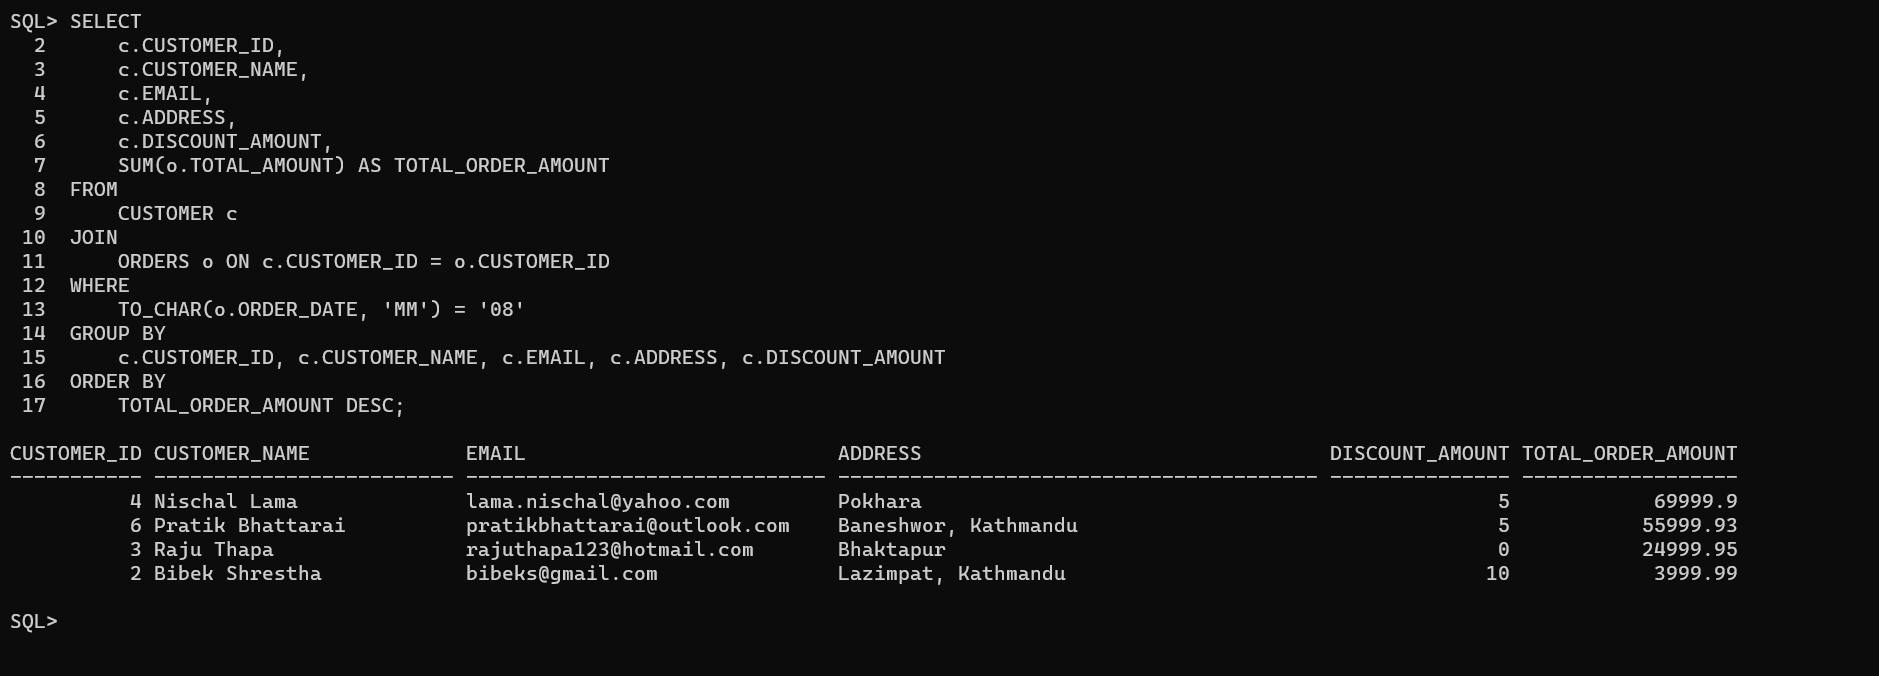 SQL> SELECT
  2      c.CUSTOMER_ID,
  3      c.CUSTOMER_NAME,
  4      c.EMAIL,
  5      c.ADDRESS,
  6      c.DISCOUNT_AMOUNT,
  7      SUM(o.TOTAL_AMOUNT) AS TOTAL_ORDER_AMOUNT
  8  FROM
  9      CUSTOMER c
 10  JOIN
 11      ORDERS o ON c.CUSTOMER_ID = o.CUSTOMER_ID
 12  WHERE
 13      TO_CHAR(o.ORDER_DATE, 'MM') = '08'
 14  GROUP BY
 15      c.CUSTOMER_ID, c.CUSTOMER_NAME, c.EMAIL, c.ADDRESS, c.DISCOUNT_AMOUNT
 16  ORDER BY
 17      TOTAL_ORDER_AMOUNT DESC;
CUSTOMER_ID CUSTOMER_NAME             EMAIL                          ADDRESS                                  DISCOUNT_AMOUNT TOTAL_ORDER_AMOUNT
----------- ------------------------- ------------------------------ ---------------------------------------- --------------- ------------------
          4 Nischal Lama              lama.nischal@yahoo.com         Pokhara                                                5            69999.9
          6 Pratik Bhattarai          pratikbhattarai@outlook.com    Baneshwor, Kathmandu                                   5           55999.93
          3 Raju Thapa                rajuthapa123@hotmail.com       Bhaktapur                                              0           24999.95
          2 Bibek Shrestha            bibeks@gmail.com               Lazimpat, Kathmandu                                   10            3999.99
SQL>